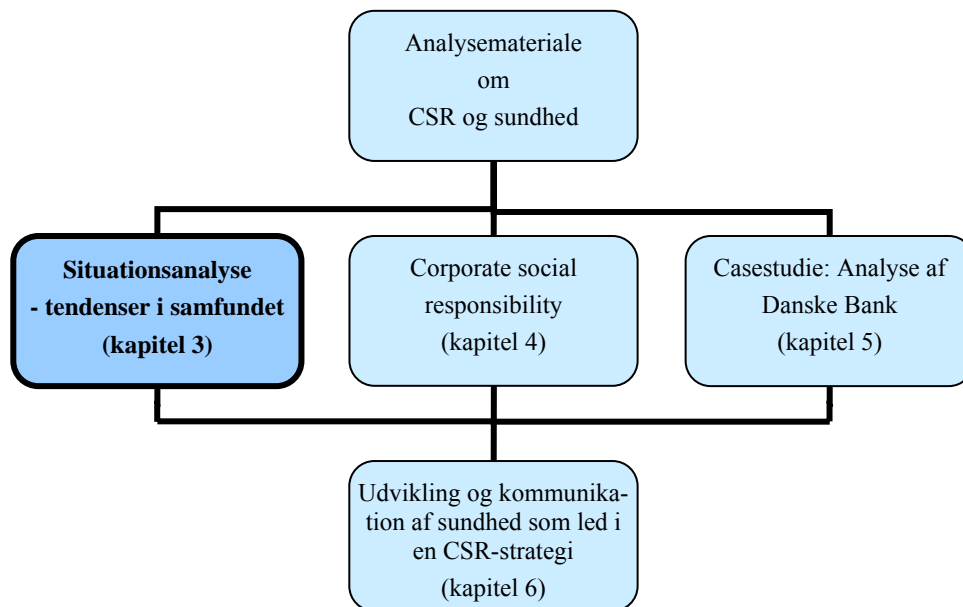 Analysemateriale
om
CSR og sundhed
Situationsanalyse
- tendenser i samfundet
(kapitel 3)
Corporate social
responsibility
(kapitel 4)
Casestudie: Analyse af
Danske Bank
(kapitel 5)
Udvikling og kommunika-
tion af sundhed som led i
en CSR-strategi
(kapitel 6)